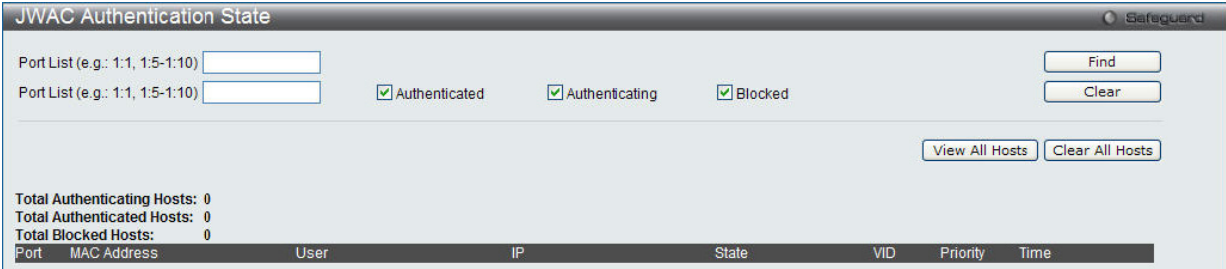 JWAC Authentication State Safeguard
Port List (e.g.: 1:1, 1:5-1:10) Find
Port List (e.g.: 1:1, 1:5-1:10) Authenticated Authenticating Blocked Clear
View All Hosts Clear All Hosts
Total Authenticating Hosts: 0
Total Authenticated Hosts: 0
Total Blocked Hosts: 0
Port MAC Address User IP State VID Priority Time